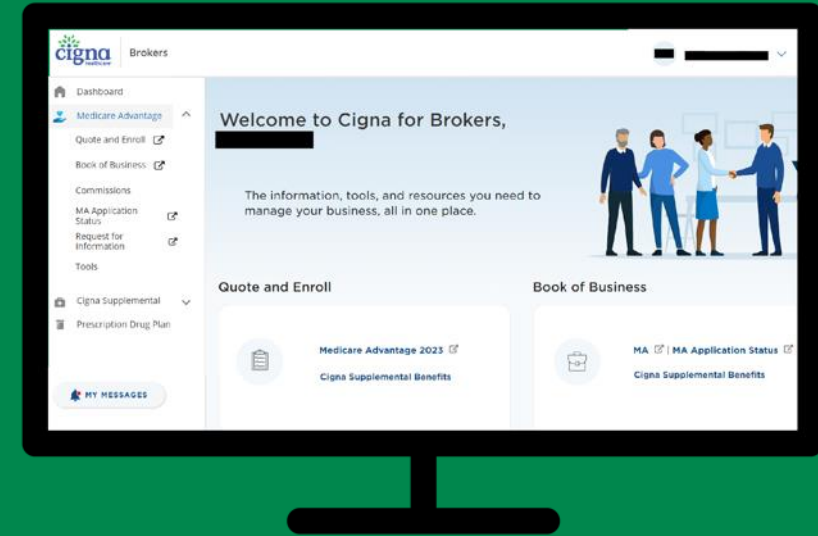 cigna
healthcare
Brokers
Dashboard
Medicare Advantage
Quote and Enroll
Book of Business
Commissions
MA Application
Status
Request for
Information
Tools
Cigna Supplemental
Prescription Drug Plan
MY MESSAGES
Welcome to Cigna for Brokers,
The information, tools, and resources you need to
manage your business, all in one place.
Quote and Enroll
Medicare Advantage 2023
Cigna Supplemental Benefits
Book of Business
MA | MA Application Status
Cigna Supplemental Benefits